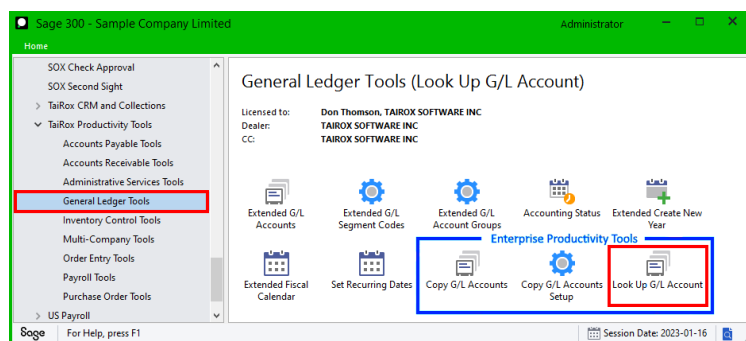 Sage 300 - Sample Company Limited
Administrator
Home
SOX Check Approval
SOX Second Sight
TaiRox CRM and Collections
TaiRox Productivity Tools
Accounts Payable Tools
Accounts Receivable Tools
Administrative Services Tools
General Ledger Tools
Inventory Control Tools
Multi-Company Tools
Order Entry Tools
Payroll Tools
Purchase Order Tools
US Payroll
General Ledger Tools (Look Up G/L Account)
Licensed to: Don Thomson, TAIROX SOFTWARE INC
Dealer: TAIROX SOFTWARE INC
CC: TAIROX SOFTWARE INC
Extended G/L
Accounts
Extended G/L
Segment Codes
Extended G/L
Account Groups
Accounting Status
Extended Create New
Year
Enterprise Productivity Tools
Extended Fiscal
Calendar
Set Recurring Dates
Copy G/L Accounts
Copy G/L Accounts
Setup
Look Up G/L Account
Sage
For Help, press F1
Session Date: 2023-01-16